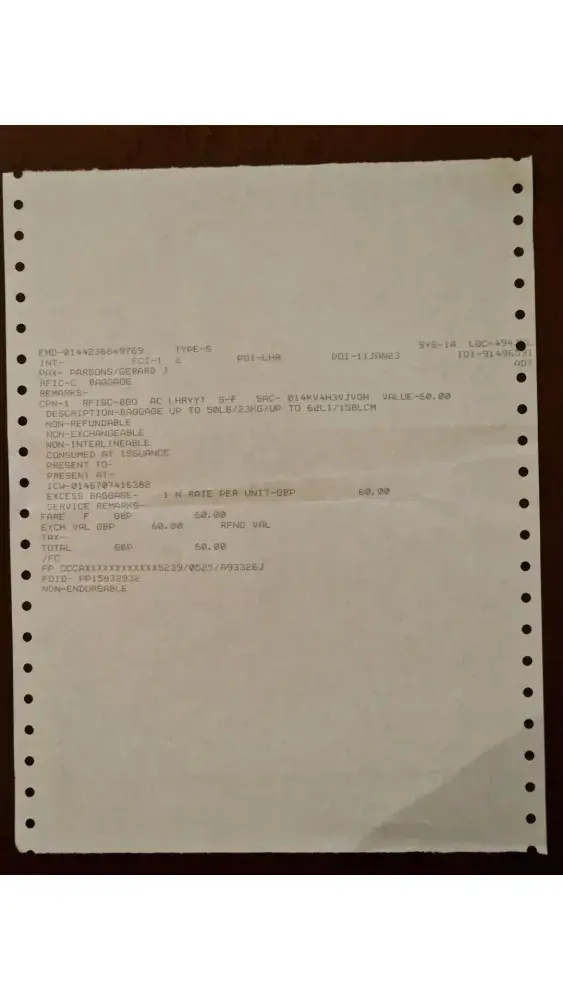 EMD-0144236849769 TYPE-S SYS-1A LOC-494
INT- FCI-1 POI-LHR DOI-11JAN23 IOI-91496591
PAX- PARSONS/GERARD J ADT
RFIC-C BAGGAGE
REMARKS-
CPN-1 RFISC-BGO AC LHRYYT S-F SAC- 014KV4H3VJVQH VALUE-60.00
DESCRIPTION-BAGGAGE UP TO 50LB/23KG/UP TO 62LI/158LCM
NON-REFUNDABLE
NON-EXCHANGEABLE
NON-INTERLINEABLE
CONSUMED AT ISSUANCE
PRESENT TO-
PRESENT AT-
ICW-0146707416382
EXCESS BAGGAGE- 1 N RATE PER UNIT-GBP 60.00
SERVICE REMARKS-
FARE F GBP 60.00
EXCH VAL GBP 60.00 RFND VAL
TAX-
TOTAL GBP 60.00
/FC
FP CCCAXXXXXXXXXXXX5239/0525/A93326J
FOID- PP15832932
NON-ENDORSABLE